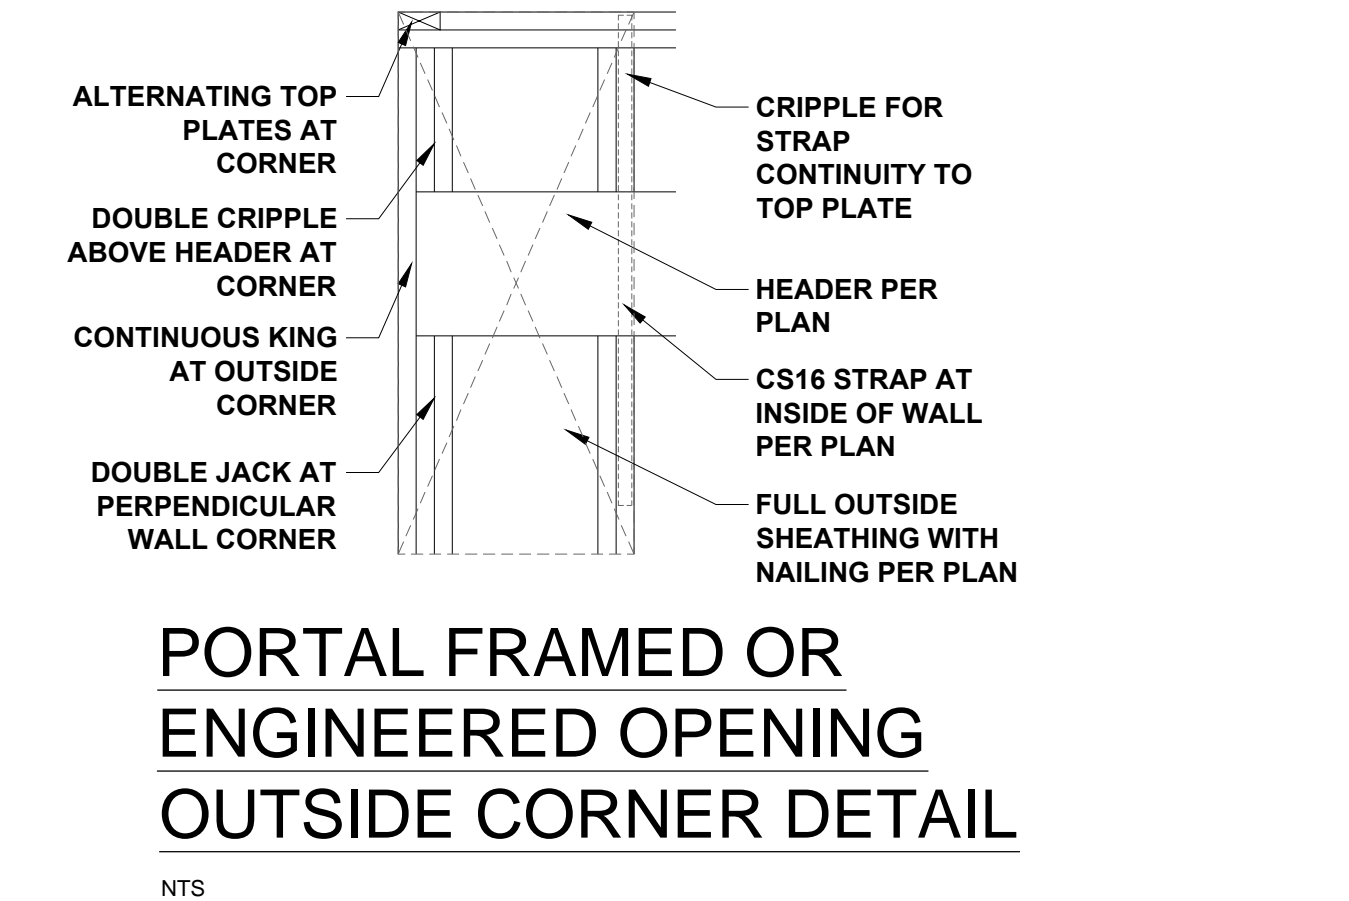 ALTERNATING TOP
PLATES AT
CORNER
DOUBLE CRIPPLE
ABOVE HEADER AT
CORNER
CONTINUOUS KING
AT OUTSIDE
CORNER
DOUBLE JACK AT
PERPENDICULAR
WALL CORNER
CRIPPLE FOR
STRAP
CONTINUITY TO
TOP PLATE
HEADER PER
PLAN
CS16 STRAP AT
INSIDE OF WALL
PER PLAN
FULL OUTSIDE
SHEATHING WITH
NAILING PER PLAN
PORTAL FRAMED OR
ENGINEERED OPENING
OUTSIDE CORNER DETAIL
NTS